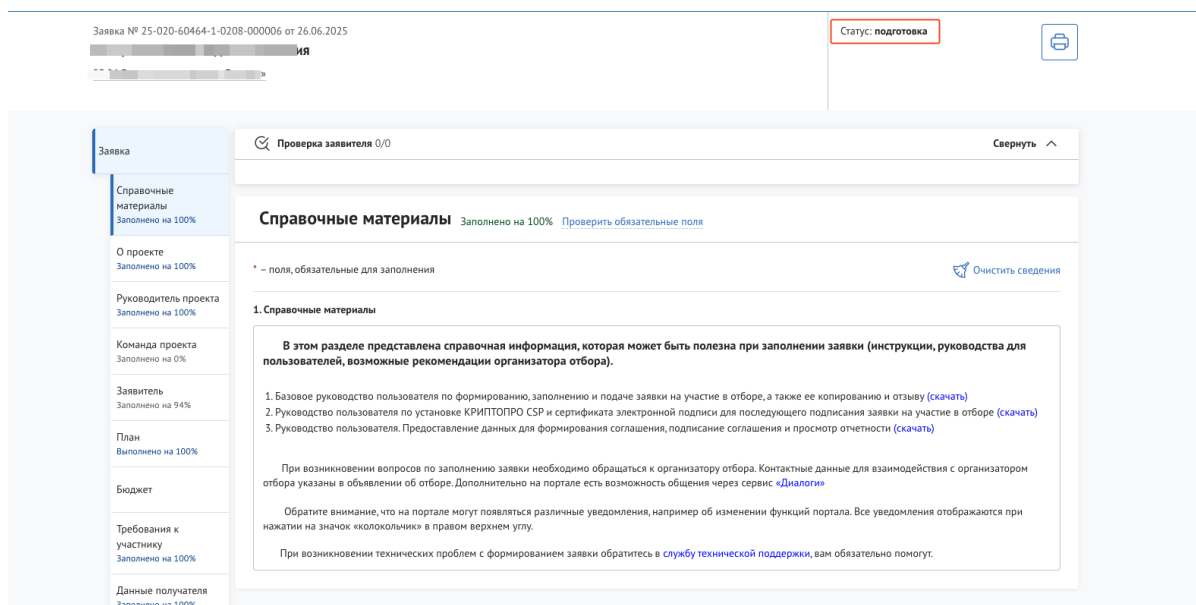 Заявка № 25-020-60464-1-0208-000006 от 26.06.2025
Статус: подготовка
ия
»
Заявка
Справочные
материалы
Заполнено на 100%
О проекте
Заполнено на 100%
Руководитель проекта
Заполнено на 100%
Команда проекта
Заполнено на 0%
Заявитель
Заполнено на 94%
План
Выполнено на 100%
Бюджет
Требования к
участнику
Заполнено на 100%
Данные получателя
Заполнено на 100%
Проверка заявителя 0/0
Свернуть
Справочные материалы Заполнено на 100% Проверить обязательные поля
* – поля, обязательные для заполнения
Очистить сведения
1. Справочные материалы
В этом разделе представлена справочная информация, которая может быть полезна при заполнении заявки (инструкции, руководства для
пользователей, возможные рекомендации организатора отбора).
1. Базовое руководство пользователя по формированию, заполнению и подаче заявки на участие в отборе, а также ее копированию и отзыву (скачать)
2. Руководство пользователя по установке КРИПТОПРО CSP и сертификата электронной подписи для последующего подписания заявки на участие в отборе (скачать)
3. Руководство пользователя. Предоставление данных для формирования соглашения, подписание соглашения и просмотр отчетности (скачать)
При возникновении вопросов по заполнению заявки необходимо обращаться к организатору отбора. Контактные данные для взаимодействия с организатором
отбора указаны в объявлении об отборе. Дополнительно на портале есть возможность общения через сервис «Диалоги»
Обратите внимание, что на портале могут появляться различные уведомления, например об изменении функций портала. Все уведомления отображаются при
нажатии на значок «колокольчик» в правом верхнем углу.
При возникновении технических проблем с формированием заявки обратитесь в службу технической поддержки, вам обязательно помогут.